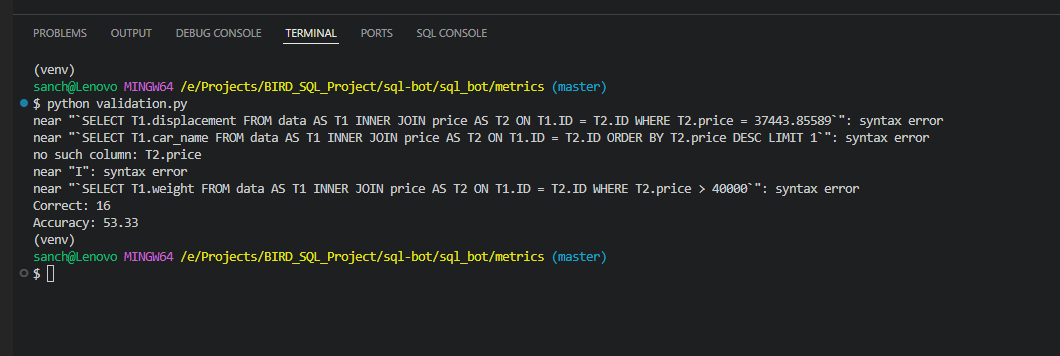 PROBLEMS OUTPUT DEBUG CONSOLE TERMINAL PORTS SQL CONSOLE
(venv)
sanch@Lenovo MINGW64 /e/Projects/BIRD_SQL_Project/sql-bot/sql_bot/metrics (master)
$ python validation.py
near "`SELECT T1.displacement FROM data AS T1 INNER JOIN price AS T2 ON T1.ID = T2.ID WHERE T2.price = 37443.85589`": syntax error
near "`SELECT T1.car_name FROM data AS T1 INNER JOIN price AS T2 ON T1.ID = T2.ID ORDER BY T2.price DESC LIMIT 1`": syntax error
no such column: T2.price
near "I": syntax error
near "`SELECT T1.weight FROM data AS T1 INNER JOIN price AS T2 ON T1.ID = T2.ID WHERE T2.price > 40000`": syntax error
Correct: 16
Accuracy: 53.33
(venv)
sanch@Lenovo MINGW64 /e/Projects/BIRD_SQL_Project/sql-bot/sql_bot/metrics (master)
$